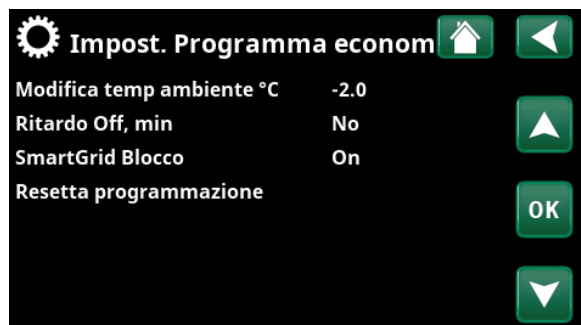 Impost. Programma econom
Modifica temp ambiente °C -2.0
Ritardo Off, min No
SmartGrid Blocco On
Resetta programmazione
OK